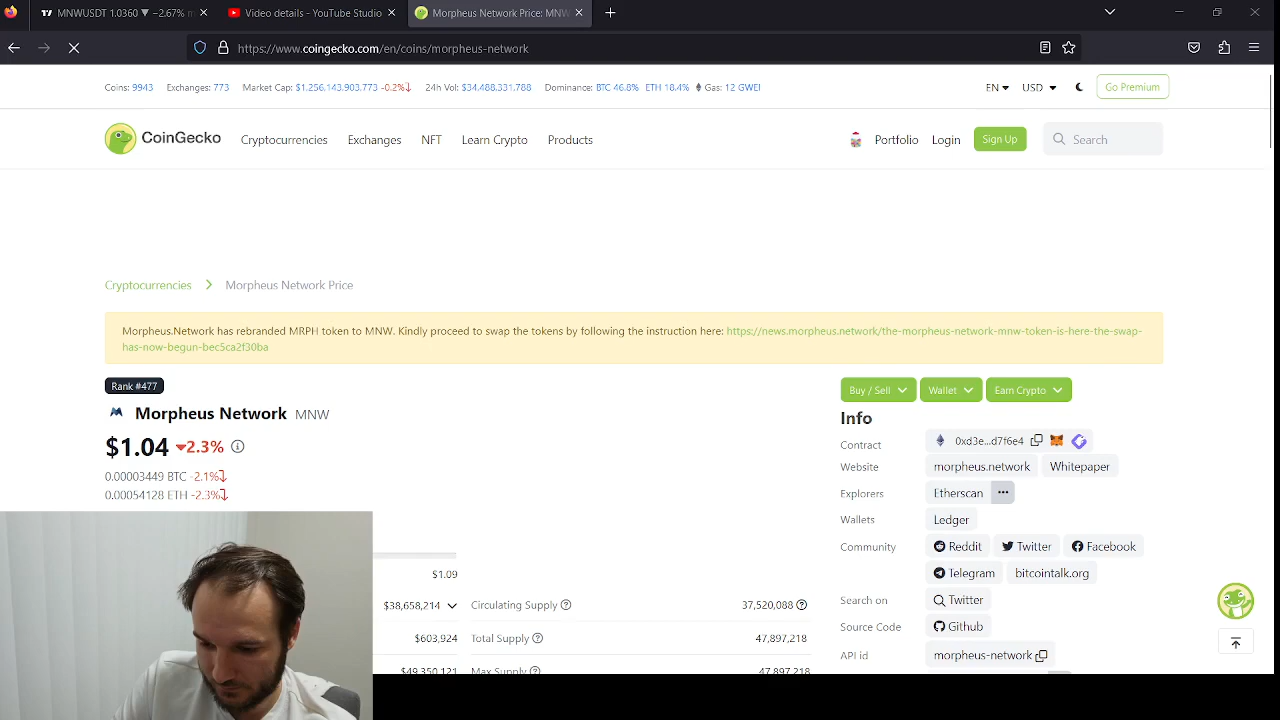 MNWUSDT 1.0360 ▼ −2.67%
Video details - YouTube Studio
Morpheus Network Price: MNW
https://www.coingecko.com/en/coins/morpheus-network
Coins: 9943 Exchanges: 773 Market Cap: $1,256,143,903,773 -0.2% 24h Vol: $34,488,331,788 Dominance: BTC 46.8% ETH 18.4% Gas: 12 GWEI
EN USD Go Premium
CoinGecko Cryptocurrencies Exchanges NFT Learn Crypto Products
Portfolio Login Sign Up Search
Cryptocurrencies Morpheus Network Price
Morpheus.Network has rebranded MRPH token to MNW. Kindly proceed to swap the tokens by following the instruction here: https://news.morpheus.network/the-morpheus-network-mnw-token-is-here-the-swap-
has-now-begun-bec5ca2f30ba
Rank #477
Morpheus Network MNW
$1.04 2.3%
0.00003449 BTC -2.1%
0.00054128 ETH -2.3%
$1.09
$38,658,214
Circulating Supply 37,520,088
$603,924
Total Supply 47,897,218
$49,350,121
Max Supply 47,897,218
Buy / Sell Wallet Earn Crypto
Info
Contract 0xd3e...d7f6e4
Website morpheus.network Whitepaper
Explorers Etherscan
Wallets Ledger
Community Reddit Twitter Facebook
Telegram bitcointalk.org
Search on Twitter
Source Code Github
API id morpheus-network